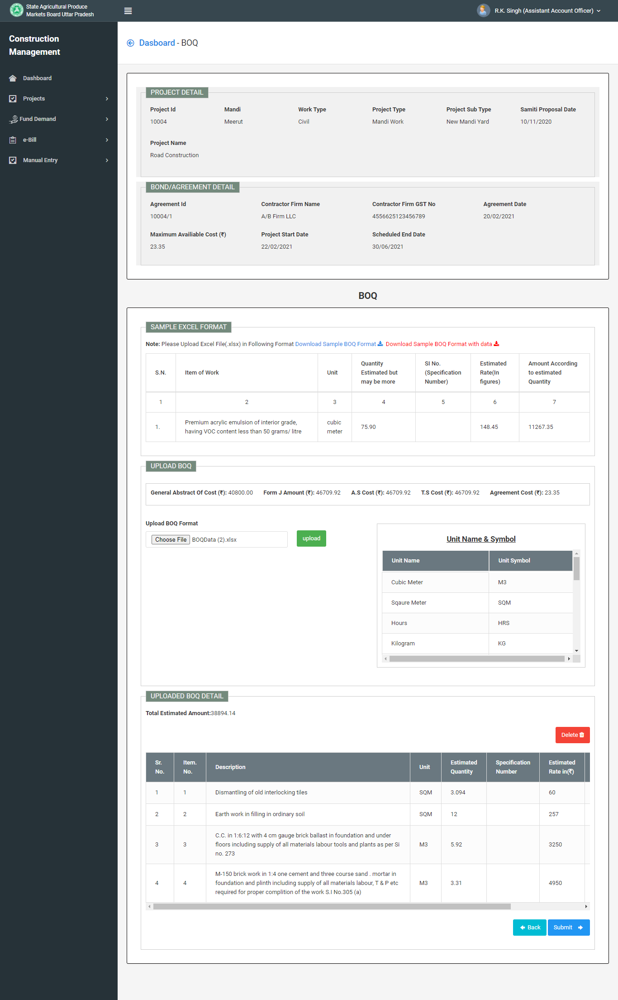 State Agricultural Produce
Markets Board Uttar Pradesh
R.K. Singh (Assistant Account Officer)
Construction
Management
Dashboard
Projects
Fund Demand
e-Bill
Manual Entry
Dasboard - BOQ
PROJECT DETAIL
Project Id Mandi Work Type Project Type Project Sub Type Samiti Proposal Date
10004 Meerut Civil Mandi Work New Mandi Yard 10/11/2020
Project Name
Road Construction
BOND/AGREEMENT DETAIL
Agreement Id Contractor Firm Name Contractor Firm GST No Agreement Date
10004/1 A/B Firm LLC 4556625123456789 20/02/2021
Maximum Availiable Cost (₹) Project Start Date Scheduled End Date
23.35 22/02/2021 30/06/2021
BOQ
SAMPLE EXCEL FORMAT
Note: Please Upload Excel File(.xlsx) in Following Format Download Sample BOQ Format Download Sample BOQ Format with data
S.N. Item of Work Unit Quantity Estimated but may be more SI No. (Specification Number) Estimated Rate(In figures) Amount According to estimated Quantity
1 2 3 4 5 6 7
1. Premium acrylic emulsion of interior grade, having VOC content less than 50 grams/ litre cubic meter 75.90 148.45 11267.35
UPLOAD BOQ
General Abstract Of Cost (₹): 40800.00 Form J Amount (₹): 46709.92 A.S Cost (₹): 46709.92 T.S Cost (₹): 46709.92 Agreement Cost (₹): 23.35
Upload BOQ Format
Choose File BOQData (2).xlsx upload
Unit Name & Symbol
Unit Name Unit Symbol
Cubic Meter M3
Sqaure Meter SQM
Hours HRS
Kilogram KG
UPLOADED BOQ DETAIL
Total Estimated Amount:38894.14
Delete
Sr. No. Item. No. Description Unit Estimated Quantity Specification Number Estimated Rate in(₹)
1 1 Dismantling of old interlocking tiles SQM 3.094 60
2 2 Earth work in filling in ordinary soil SQM 12 257
3 3 C.C. in 1:6:12 with 4 cm gauge brick ballast in foundation and under floors including supply of all materials labour tools and plants as per Si no. 273 M3 5.92 3250
4 4 M-150 brick work in 1:4 one cement and three course sand . mortar in foundation and plinth including supply of all materials labour, T & P etc required for proper complition of the work S.I No.305 (a) M3 3.31 4950
Back Submit